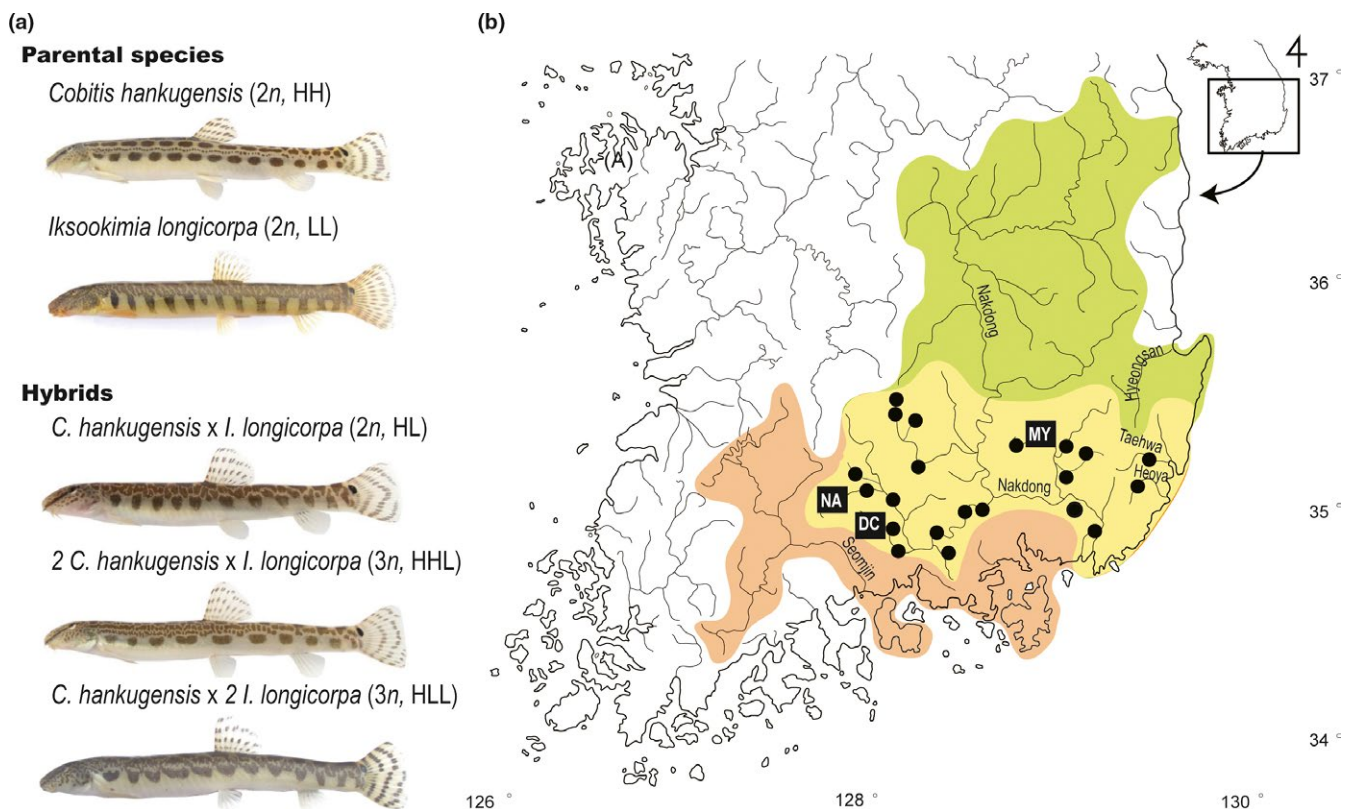 (a)
Parental species
Cobitis hankugensis (2n, HH)
Iksookimia longicorpa (2n, LL)
Hybrids
C. hankugensis x I. longicorpa (2n, HL)
2 C. hankugensis x I. longicorpa (3n, HHL)
C. hankugensis x 2 I. longicorpa (3n, HLL)
(b)
4
37 °
(A)
36 °
Nakdong
Hyeongsan
MY
Taehwa
Heoya
NA
Nakdong
35 °
DC
Seomjin
34 °
126 °
128 °
130 °